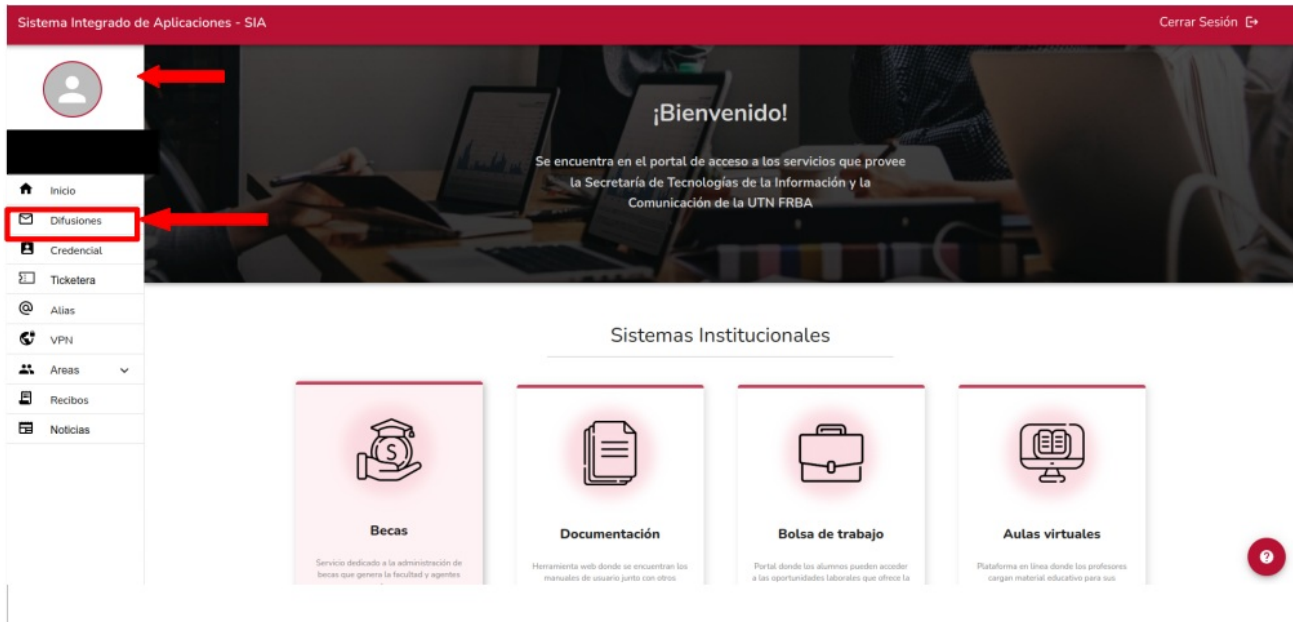 Sistema Integrado de Aplicaciones - SIA
Cerrar Sesión
¡Bienvenido!
Se encuentra en el portal de acceso a los servicios que provee
la Secretaría de Tecnologías de la Información y la
Comunicación de la UTN FRBA
Inicio
Difusiones
Credencial
Ticketera
Alias
VPN
Areas
Recibos
Noticias
Sistemas Institucionales
Becas
Servicio dedicado a la administración de
becas que genera la facultad y agentes
Documentación
Herramienta web donde se encuentran los
manuales de usuario junto con otros
Bolsa de trabajo
Portal donde los alumnos pueden acceder
a las oportunidades laborales que ofrece la
Aulas virtuales
Plataforma en línea donde los profesores
cargan material educativo para sus